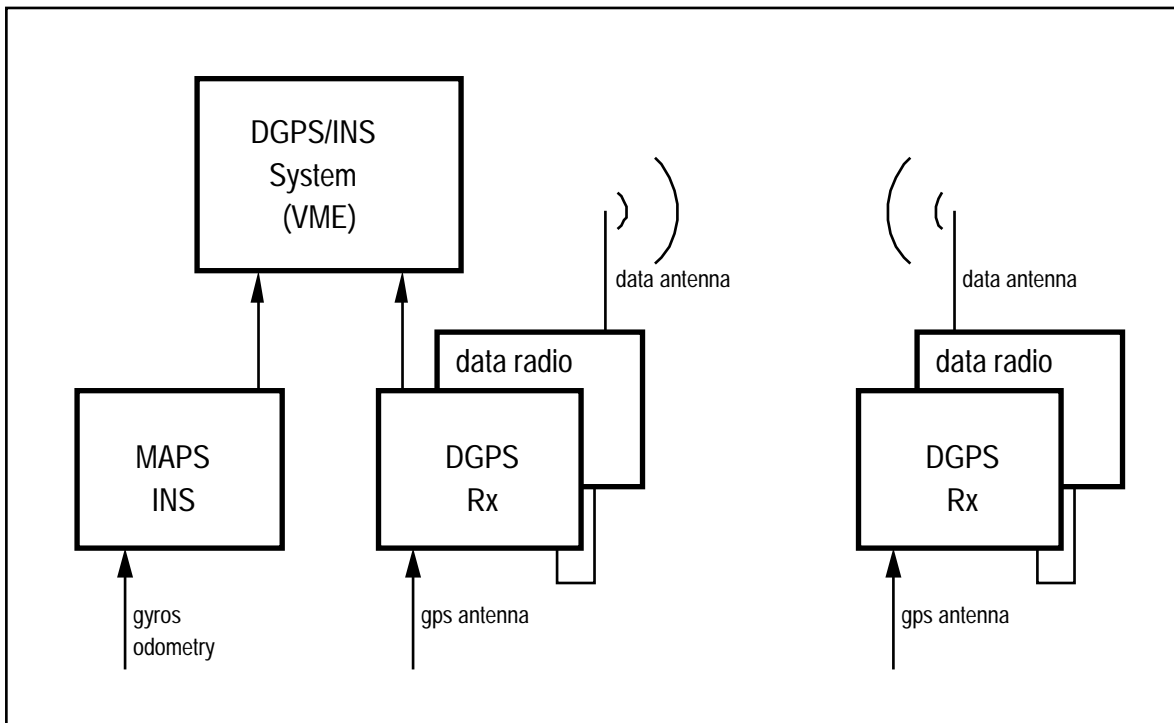 DGPS/INS
System
(VME)
data antenna
data antenna
data radio
data radio
MAPS
INS
DGPS
Rx
DGPS
Rx
gyros
odometry
gps antenna
gps antenna